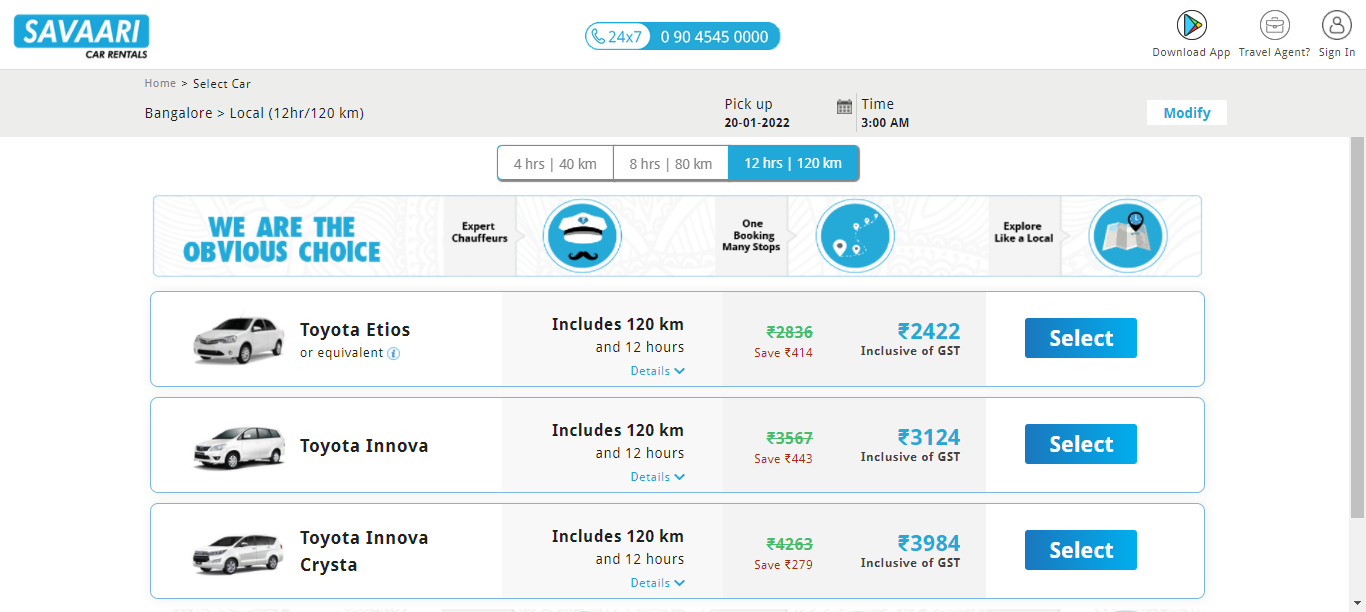 SAVAARI
CAR RENTALS
24x7 0 90 4545 0000
Download App Travel Agent? Sign In
Home > Select Car
Bangalore > Local (12hr/120 km)
Pick up
20-01-2022
Time
3:00 AM
Modify
4 hrs | 40 km 8 hrs | 80 km 12 hrs | 120 km
WE ARE THE
OBVIOUS CHOICE
Expert
Chauffeurs
One
Booking
Many Stops
Explore
Like a Local
Toyota Etios
or equivalent i
Includes 120 km
and 12 hours
Details
₹2836
Save ₹414
₹2422
Inclusive of GST
Select
Toyota Innova
Includes 120 km
and 12 hours
Details
₹3567
Save ₹443
₹3124
Inclusive of GST
Select
Toyota Innova
Crysta
Includes 120 km
and 12 hours
Details
₹4263
Save ₹279
₹3984
Inclusive of GST
Select